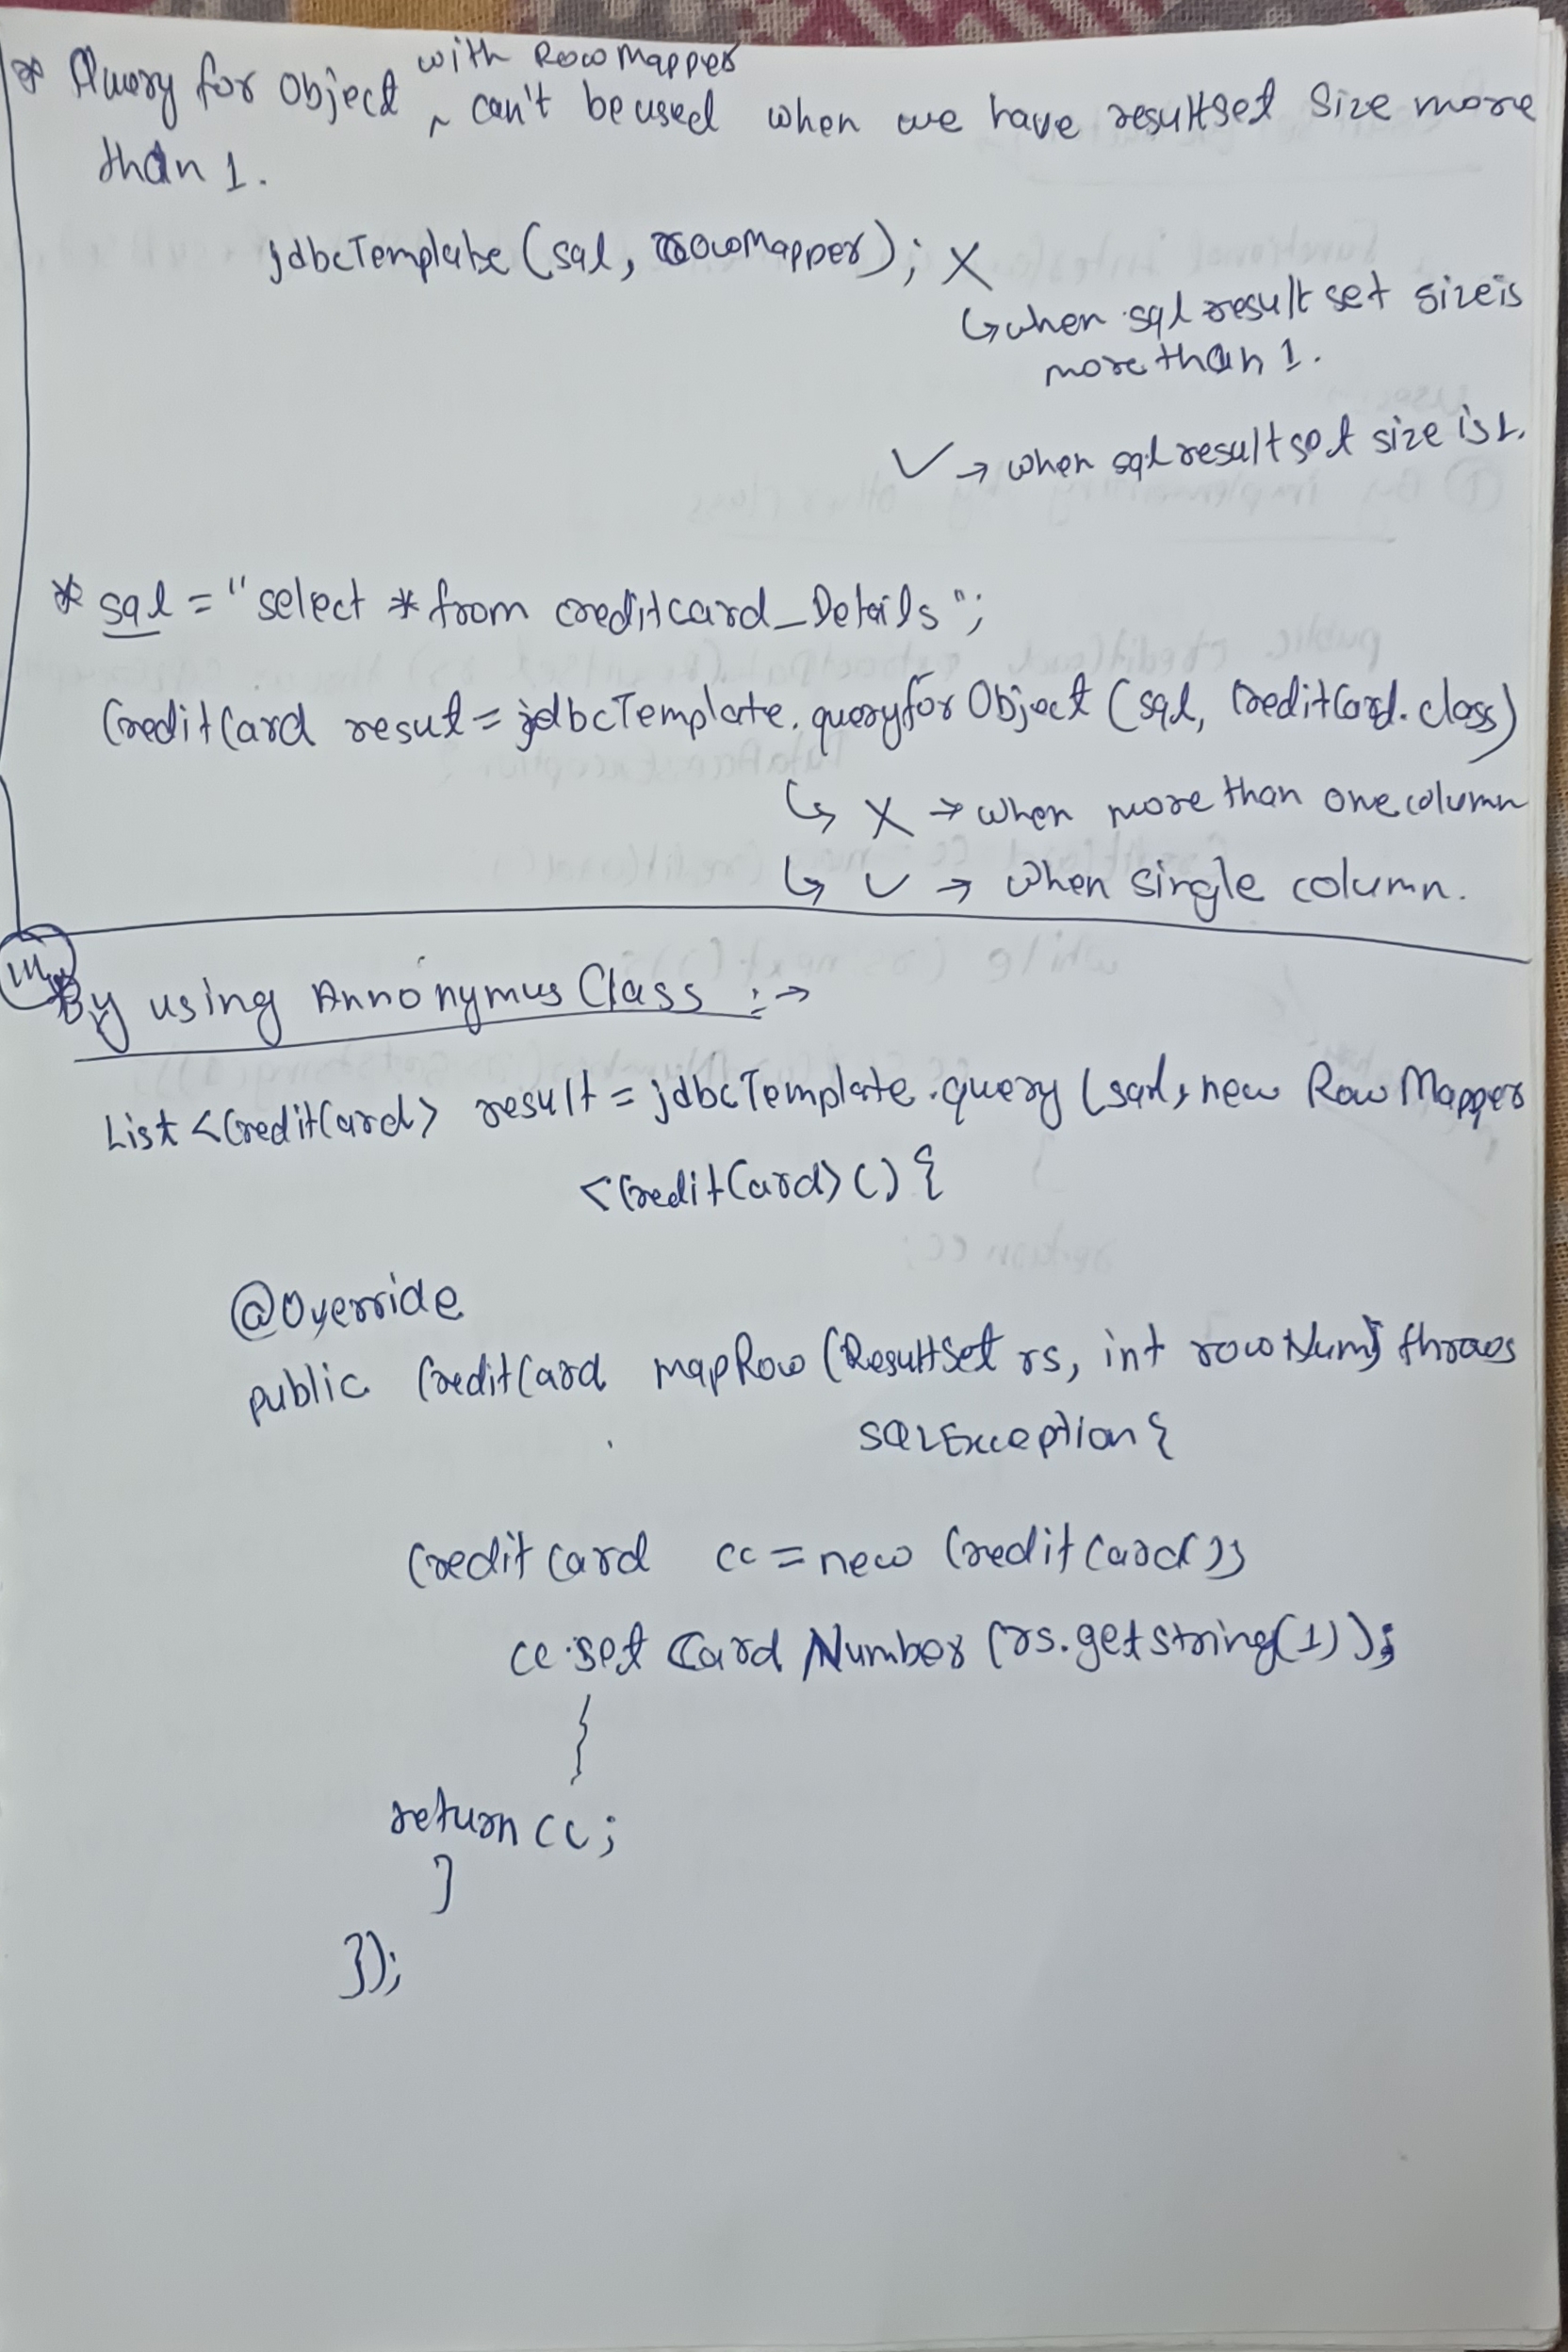 * Query for Object with RowMapper can't be used when we have resultset Size more
than 1.
jdbcTemplate (sql, rowMapper); X
↳ when sql result set size is
more than 1.
✓ → when sql result set size is 1.
* sql = "select * from creditcard_Details";
CreditCard result = jdbcTemplate.queryforObject (sql, CreditCard.class)
↳ X → when more than one column
↳ ✓ → when single column.
III
By using Annonymus Class :→
List <CreditCard> result = jdbcTemplate.query (sql, new RowMapper
<CreditCard>() {
@Override
public CreditCard mapRow (ResultSet rs, int rowNum) throws
SQLException {
CreditCard cc = new CreditCard();
cc.setCardNumber (rs.getstring(1));
return cc;
}
});